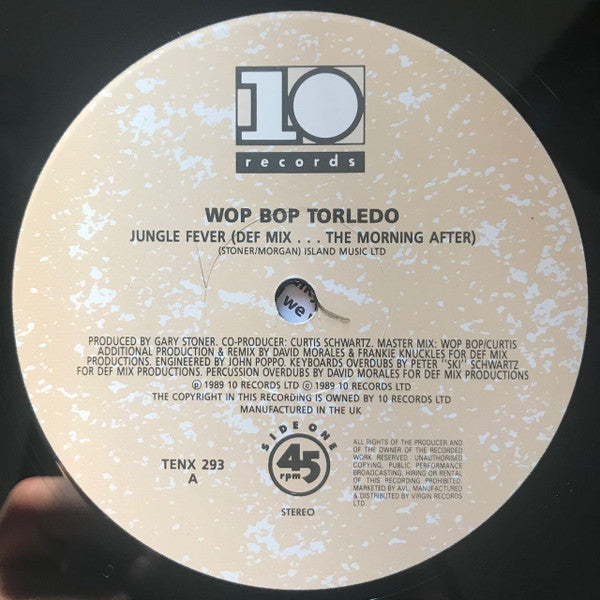 10
records
WOP BOP TORLEDO
JUNGLE FEVER (DEF MIX . . . THE MORNING AFTER)
(STONER/MORGAN) ISLAND MUSIC LTD
we
PRODUCED BY GARY STONER. CO-PRODUCER: CURTIS SCHWARTZ. MASTER MIX: WOP BOP/CURTIS
ADDITIONAL PRODUCTION & REMIX BY DAVID MORALES & FRANKIE KNUCKLES FOR DEF MIX
PRODUCTIONS. ENGINEERED BY JOHN POPPO. KEYBOARDS OVERDUBS BY PETER "SKI" SCHWARTZ
FOR DEF MIX PRODUCTIONS. PERCUSSION OVERDUBS BY DAVID MORALES FOR DEF MIX PRODUCTIONS
℗ 1989 10 RECORDS LTD © 1989 10 RECORDS LTD
THE COPYRIGHT IN THIS RECORDING IS OWNED BY 10 RECORDS LTD
MANUFACTURED IN THE UK
SIDE ONE
45
rpm
STEREO
TENX 293
A
ALL RIGHTS OF THE PRODUCER AND
OF THE OWNER OF THE RECORDED
WORK RESERVED. UNAUTHORISED
COPYING, PUBLIC PERFORMANCE
BROADCASTING, HIRING OR RENTAL
OF THIS RECORDING PROHIBITED.
MARKETED BY AVL. MANUFACTURED
& DISTRIBUTED BY VIRGIN RECORDS
LTD.